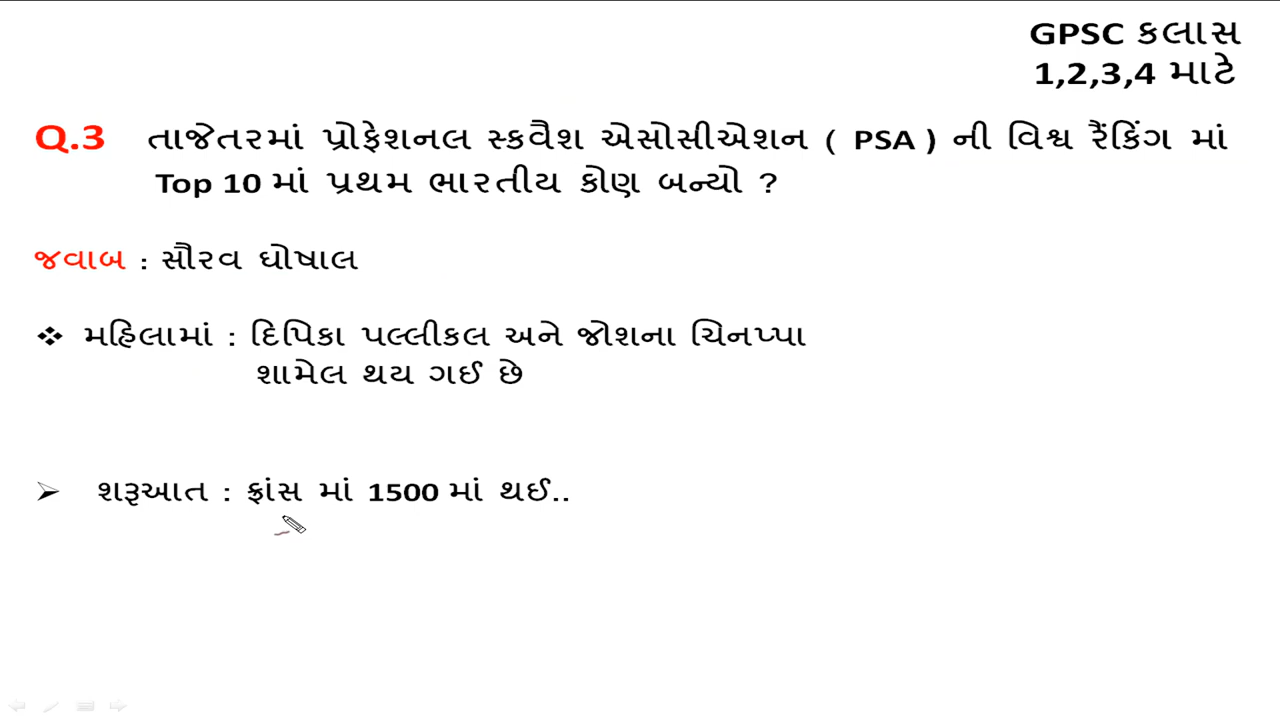 GPSC કલાસ
1,2,3,4 માટે
Q.3 તાજેતરમાં પ્રોફેશનલ સ્કવૈશ એસોસીએશન ( PSA ) ની વિશ્વ રૈંકિંગ માં
Top 10 માં પ્રથમ ભારતીય કોણ બન્યો ?
જવાબ : સૌરવ ઘોષાલ
❖ મહિલામાં : દિપિકા પલ્લીકલ અને જોશના ચિનપ્પા
શામેલ થય ગઈ છે
➢ શરૂઆત : ફ્રાંસ માં 1500 માં થઈ..